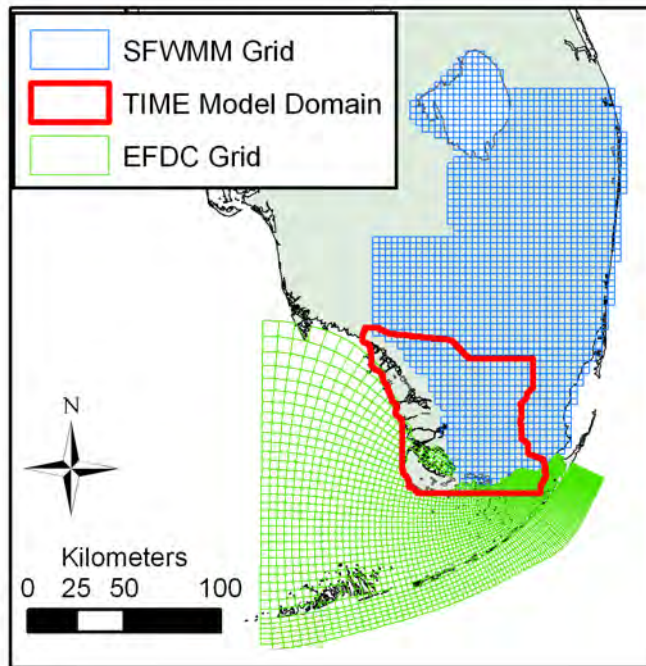 SFWMM Grid
TIME Model Domain
EFDC Grid
N
Kilometers
0 25 50 100